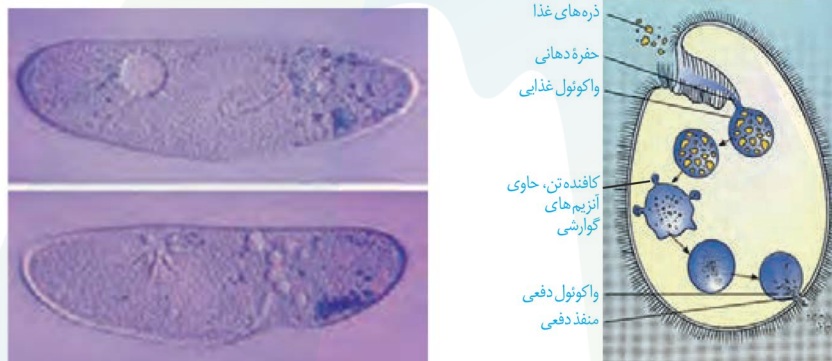 ذره‌های غذا
حفرهٔ دهانی
واکوئول غذایی
کافنده‌تن، حاوی
آنزیم‌های
گوارشی
واکوئول دفعی
منفذ دفعی